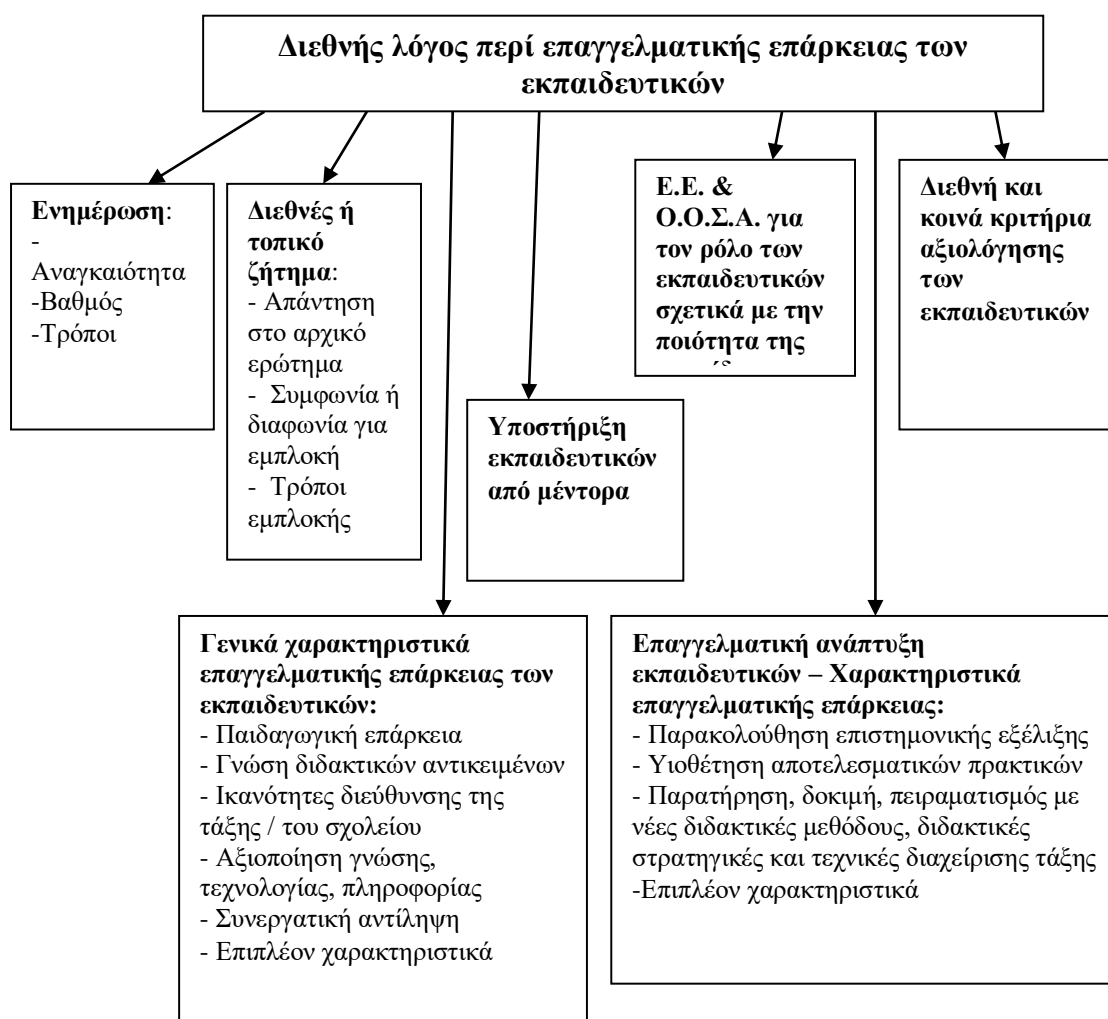 Διεθνής λόγος περί επαγγελματικής επάρκειας των
εκπαιδευτικών
Ενημέρωση:
-
Αναγκαιότητα
-Βαθμός
-Τρόποι
Διεθνές ή
τοπικό
ζήτημα:
- Απάντηση
στο αρχικό
ερώτημα
- Συμφωνία ή
διαφωνία για
εμπλοκή
- Τρόποι
εμπλοκής
Υποστήριξη
εκπαιδευτικών
από μέντορα
Ε.Ε. &
Ο.Ο.Σ.Α. για
τον ρόλο των
εκπαιδευτικών
σχετικά με την
ποιότητα της
Διεθνή και
κοινά κριτήρια
αξιολόγησης
των
εκπαιδευτικών
Γενικά χαρακτηριστικά
επαγγελματικής επάρκειας των
εκπαιδευτικών:
- Παιδαγωγική επάρκεια
- Γνώση διδακτικών αντικειμένων
- Ικανότητες διεύθυνσης της
τάξης / του σχολείου
- Αξιοποίηση γνώσης,
τεχνολογίας, πληροφορίας
- Συνεργατική αντίληψη
- Επιπλέον χαρακτηριστικά
Επαγγελματική ανάπτυξη
εκπαιδευτικών – Χαρακτηριστικά
επαγγελματικής επάρκειας:
- Παρακολούθηση επιστημονικής εξέλιξης
- Υιοθέτηση αποτελεσματικών πρακτικών
- Παρατήρηση, δοκιμή, πειραματισμός με
νέες διδακτικές μεθόδους, διδακτικές
στρατηγικές και τεχνικές διαχείρισης τάξης
-Επιπλέον χαρακτηριστικά